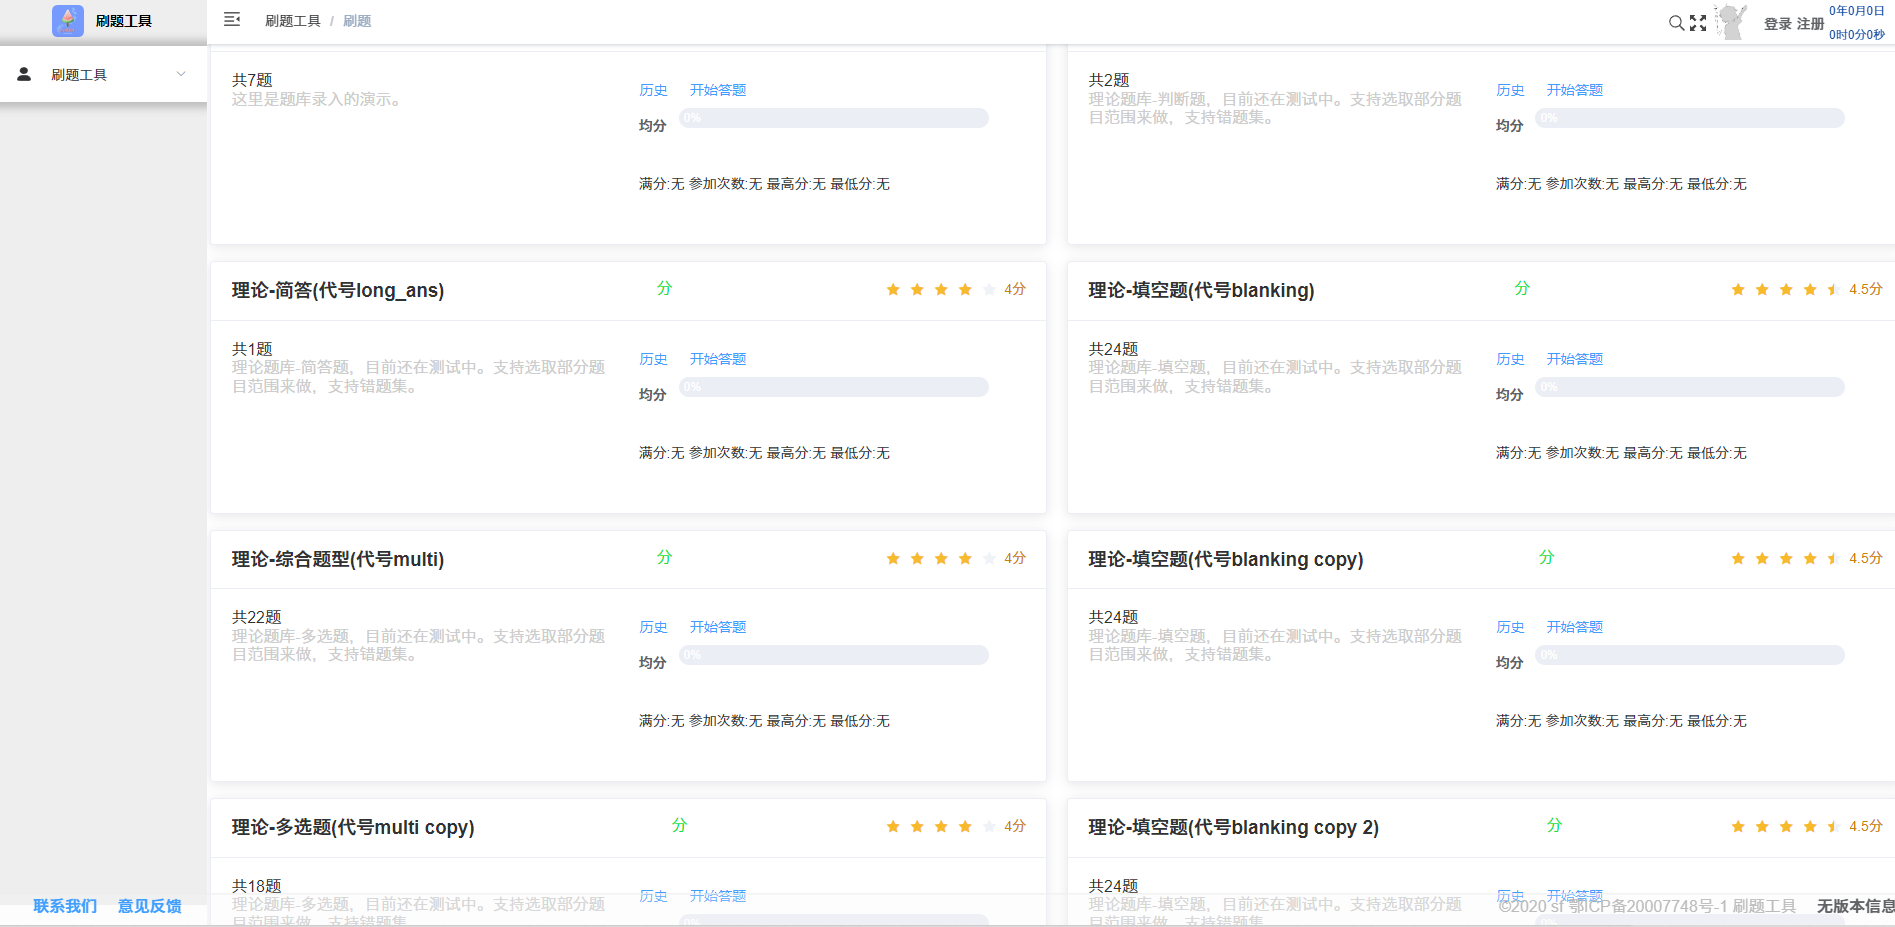 刷题工具
刷题工具 / 刷题
登录 注册
0年0月0日
0时0分0秒
刷题工具
共7题
这里是题库录入的演示。
历史 开始答题
均分 0%
满分:无 参加次数:无 最高分:无 最低分:无
共2题
理论题库-判断题，目前还在测试中。支持选取部分题
目范围来做，支持错题集。
历史 开始答题
均分 0%
满分:无 参加次数:无 最高分:无 最低分:无
理论-简答(代号long_ans) 分 4分
共1题
理论题库-简答题，目前还在测试中。支持选取部分题
目范围来做，支持错题集。
历史 开始答题
均分 0%
满分:无 参加次数:无 最高分:无 最低分:无
理论-填空题(代号blanking) 分 4.5分
共24题
理论题库-填空题，目前还在测试中。支持选取部分题
目范围来做，支持错题集。
历史 开始答题
均分 0%
满分:无 参加次数:无 最高分:无 最低分:无
理论-综合题型(代号multi) 分 4分
共22题
理论题库-多选题，目前还在测试中。支持选取部分题
目范围来做，支持错题集。
历史 开始答题
均分 0%
满分:无 参加次数:无 最高分:无 最低分:无
理论-填空题(代号blanking copy) 分 4.5分
共24题
理论题库-填空题，目前还在测试中。支持选取部分题
目范围来做，支持错题集。
历史 开始答题
均分 0%
满分:无 参加次数:无 最高分:无 最低分:无
理论-多选题(代号multi copy) 分 4分
共18题
理论题库-多选题，目前还在测试中。支持选取部分题
目范围来做，支持错题集。
历史 开始答题
0%
理论-填空题(代号blanking copy 2) 分 4.5分
共24题
理论题库-填空题，目前还在测试中。支持选取部分题
目范围来做，支持错题集。
历史 开始答题
0%
联系我们 意见反馈
©2020 sf 鄂ICP备20007748号-1 刷题工具 无版本信息